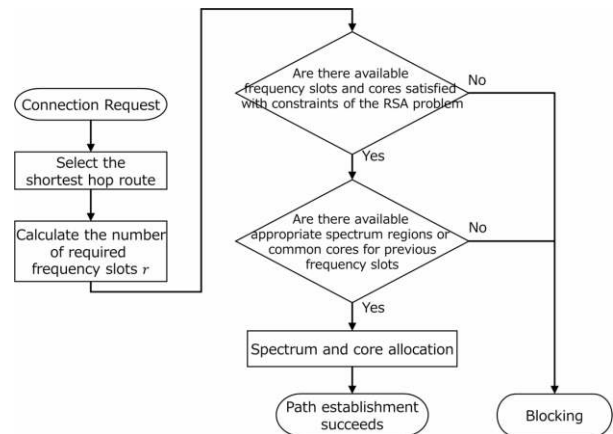 Connection Request
Select the
shortest hop route
Calculate the number
of required
frequency slots r
Are there available
frequency slots and cores satisfied
with constraints of the RSA problem
No
Yes
Are there available
appropriate spectrum regions or
common cores for previous
frequency slots
No
Yes
Spectrum and core allocation
Path establishment
succeeds
Blocking